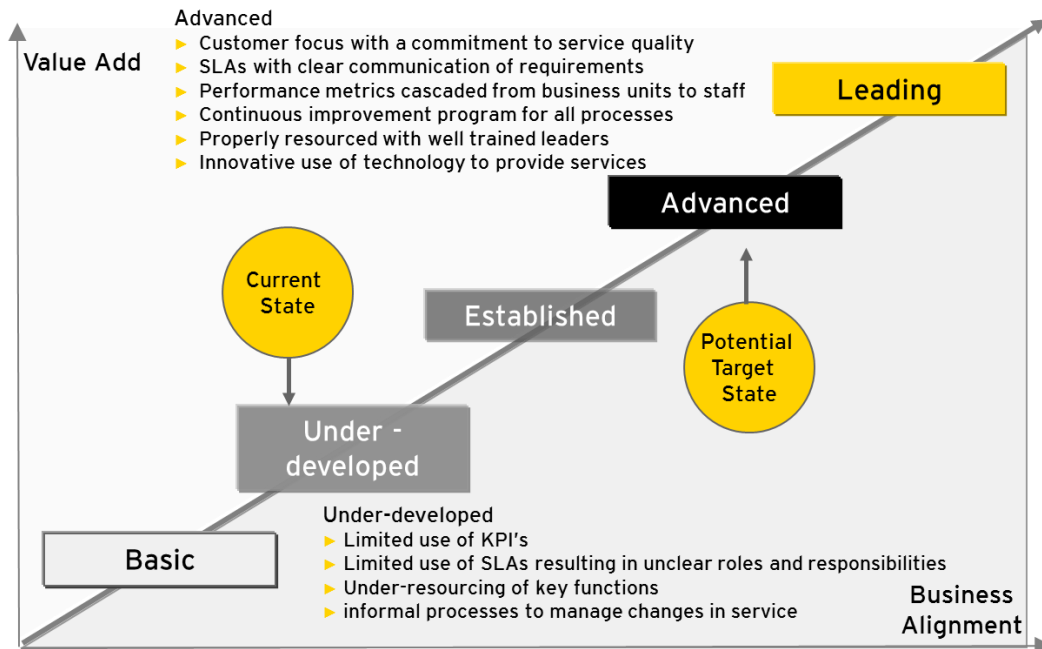 Advanced
► Customer focus with a commitment to service quality
► SLAs with clear communication of requirements
► Performance metrics cascaded from business units to staff
► Continuous improvement program for all processes
► Properly resourced with well trained leaders
► Innovative use of technology to provide services
Value Add
Leading
Advanced
Current
State
Established
Potential
Target
State
Under -
developed
Basic
Under-developed
► Limited use of KPI's
► Limited use of SLAs resulting in unclear roles and responsibilities
► Under-resourcing of key functions
► informal processes to manage changes in service
Business
Alignment